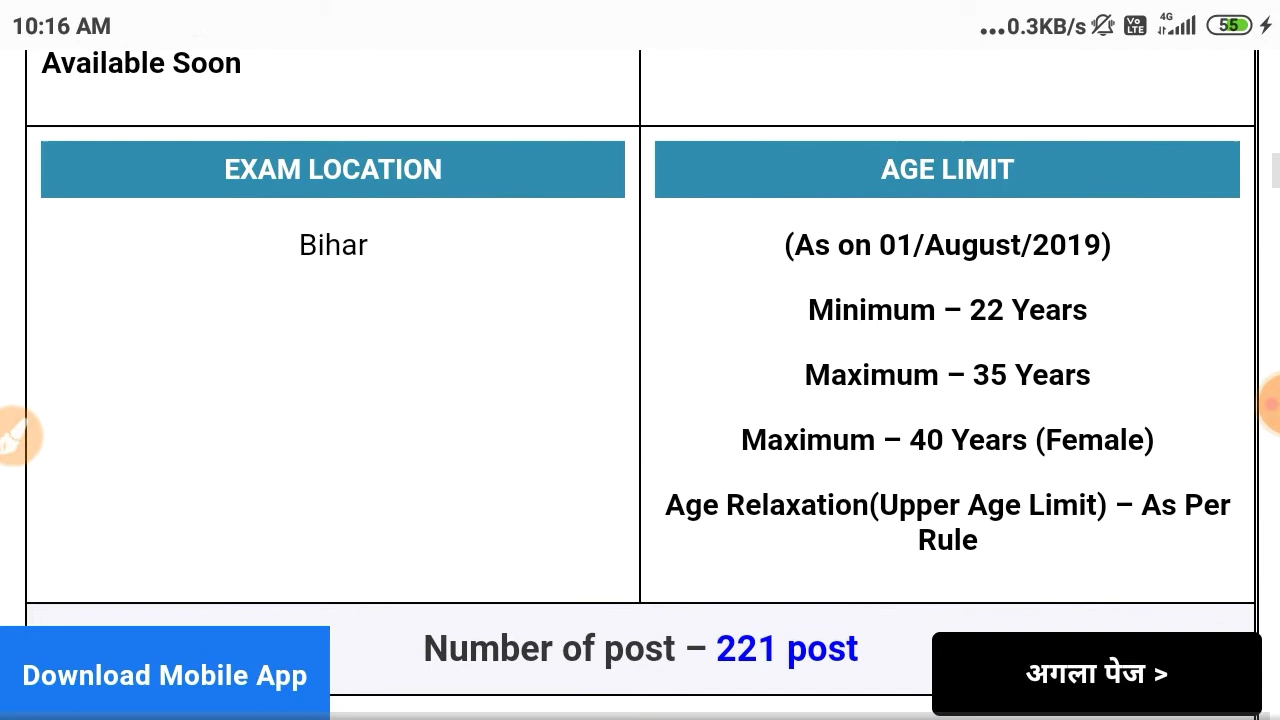 10:16 AM
...0.3KB/s Vo LTE 4G 55
Available Soon
EXAM LOCATION
Bihar
AGE LIMIT
(As on 01/August/2019)
Minimum – 22 Years
Maximum – 35 Years
Maximum – 40 Years (Female)
Age Relaxation(Upper Age Limit) – As Per
Rule
Number of post – 221 post
Download Mobile App
अगला पेज >